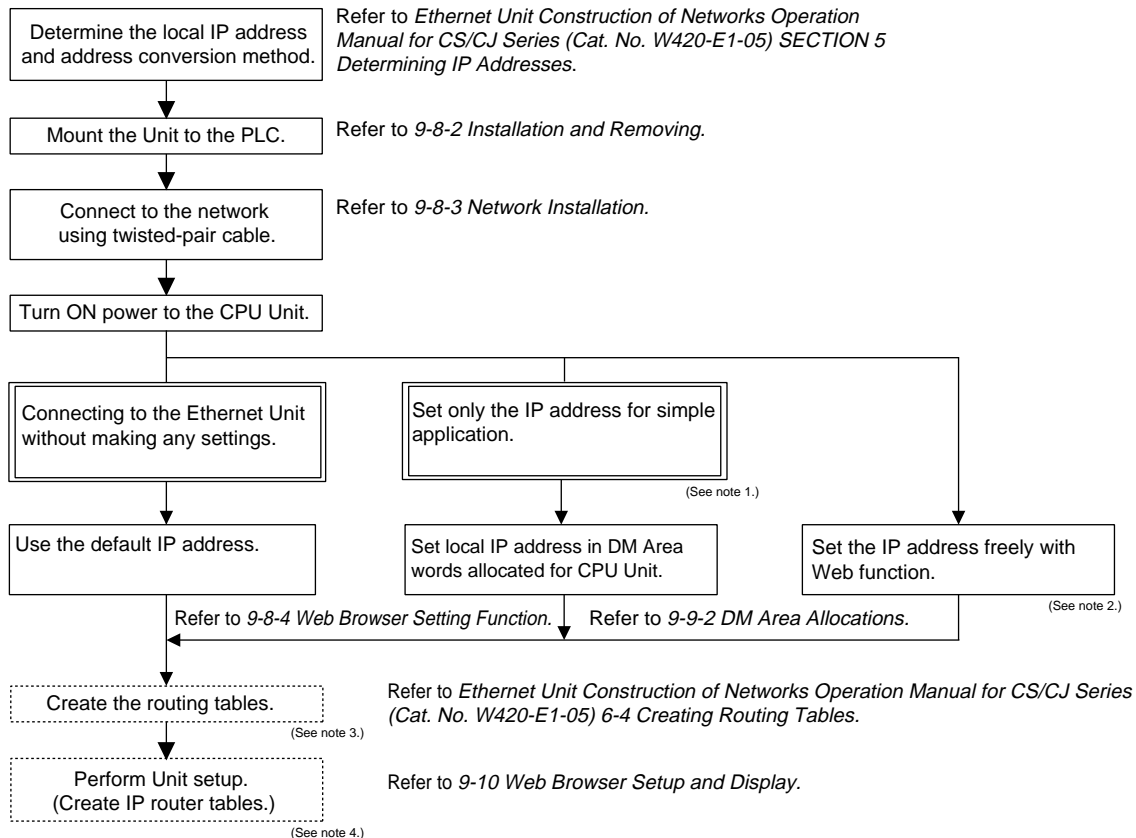 Determine the local IP address
and address conversion method.
Refer to Ethernet Unit Construction of Networks Operation
Manual for CS/CJ Series (Cat. No. W420-E1-05) SECTION 5
Determining IP Addresses.
Mount the Unit to the PLC.
Refer to 9-8-2 Installation and Removing.
Connect to the network
using twisted-pair cable.
Refer to 9-8-3 Network Installation.
Turn ON power to the CPU Unit.
Connecting to the Ethernet Unit
without making any settings.
Set only the IP address for simple
application.
(See note 1.)
Use the default IP address.
Set local IP address in DM Area
words allocated for CPU Unit.
Set the IP address freely with
Web function.
(See note 2.)
Refer to 9-8-4 Web Browser Setting Function.
Refer to 9-9-2 DM Area Allocations.
Create the routing tables.
(See note 3.)
Refer to Ethernet Unit Construction of Networks Operation Manual for CS/CJ Series
(Cat. No. W420-E1-05) 6-4 Creating Routing Tables.
Perform Unit setup.
(Create IP router tables.)
(See note 4.)
Refer to 9-10 Web Browser Setup and Display.